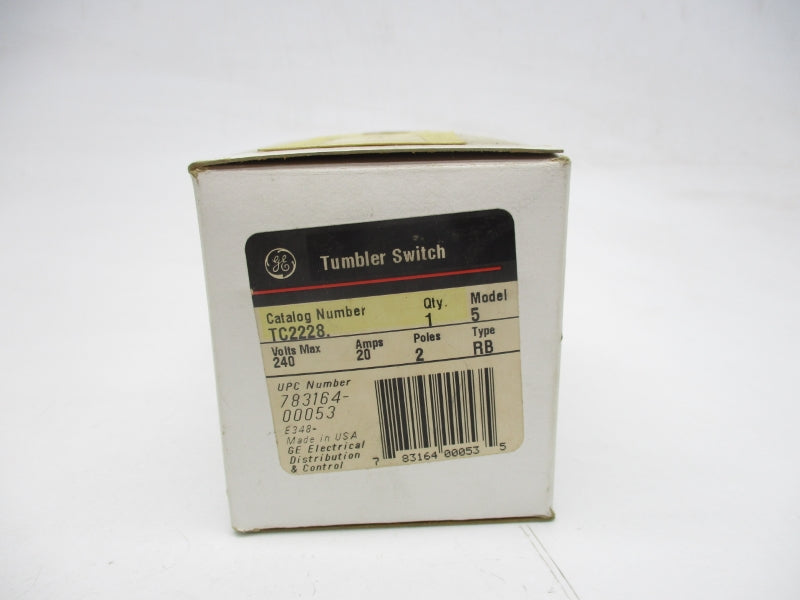 GE
Tumbler Switch
Catalog Number Qty. Model
TC2228. 1 5
Volts Max Amps Poles Type
240 20 2 RB
UPC Number
783164-
00053
E348-
Made in USA
GE Electrical
Distribution
& Control
7 83164 00053 5